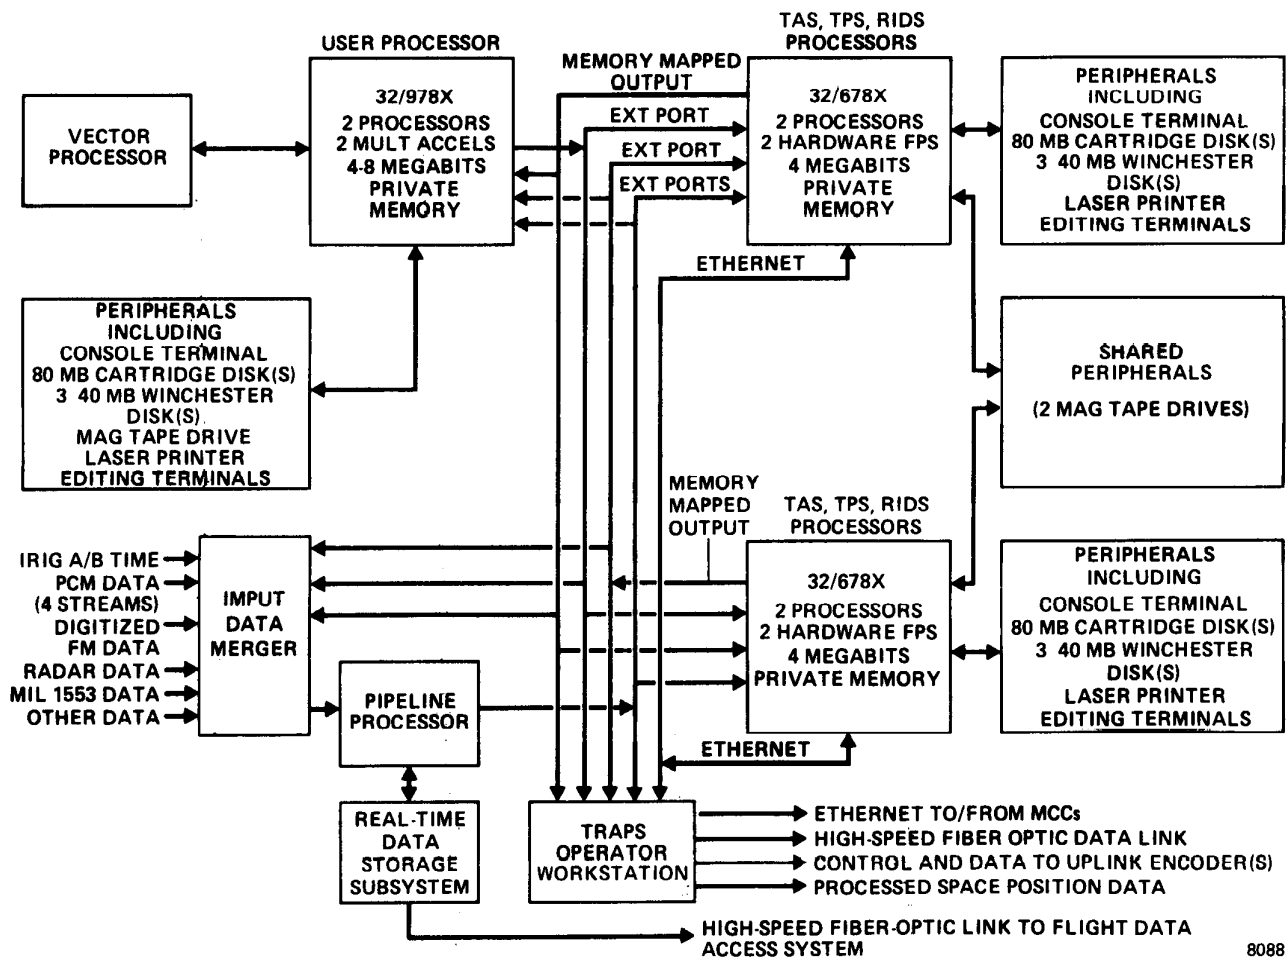 USER PROCESSOR
TAS, TPS, RIDS
PROCESSORS
VECTOR
PROCESSOR
32/978X
2 PROCESSORS
2 MULT ACCELS
4-8 MEGABITS
PRIVATE
MEMORY
MEMORY MAPPED
OUTPUT
EXT PORT
EXT PORT
EXT PORTS
ETHERNET
32/678X
2 PROCESSORS
2 HARDWARE FPS
4 MEGABITS
PRIVATE
MEMORY
PERIPHERALS
INCLUDING
CONSOLE TERMINAL
80 MB CARTRIDGE DISK(S)
3 40 MB WINCHESTER
DISK(S)
LASER PRINTER
EDITING TERMINALS
PERIPHERALS
INCLUDING
CONSOLE TERMINAL
80 MB CARTRIDGE DISK(S)
3 40 MB WINCHESTER
DISK(S)
MAG TAPE DRIVE
LASER PRINTER
EDITING TERMINALS
SHARED
PERIPHERALS
(2 MAG TAPE DRIVES)
MEMORY
MAPPED
OUTPUT
TAS, TPS, RIDS
PROCESSORS
IRIG A/B TIME
PCM DATA
(4 STREAMS)
DIGITIZED
FM DATA
RADAR DATA
MIL 1553 DATA
OTHER DATA
IMPUT
DATA
MERGER
PIPELINE
PROCESSOR
32/678X
2 PROCESSORS
2 HARDWARE FPS
4 MEGABITS
PRIVATE MEMORY
ETHERNET
PERIPHERALS
INCLUDING
CONSOLE TERMINAL
80 MB CARTRIDGE DISK(S)
3 40 MB WINCHESTER
DISK(S)
LASER PRINTER
EDITING TERMINALS
REAL-TIME
DATA
STORAGE
SUBSYSTEM
TRAPS
OPERATOR
WORKSTATION
ETHERNET TO/FROM MCCs
HIGH-SPEED FIBER OPTIC DATA LINK
CONTROL AND DATA TO UPLINK ENCODER(S)
PROCESSED SPACE POSITION DATA
HIGH-SPEED FIBER-OPTIC LINK TO FLIGHT DATA
ACCESS SYSTEM
8088